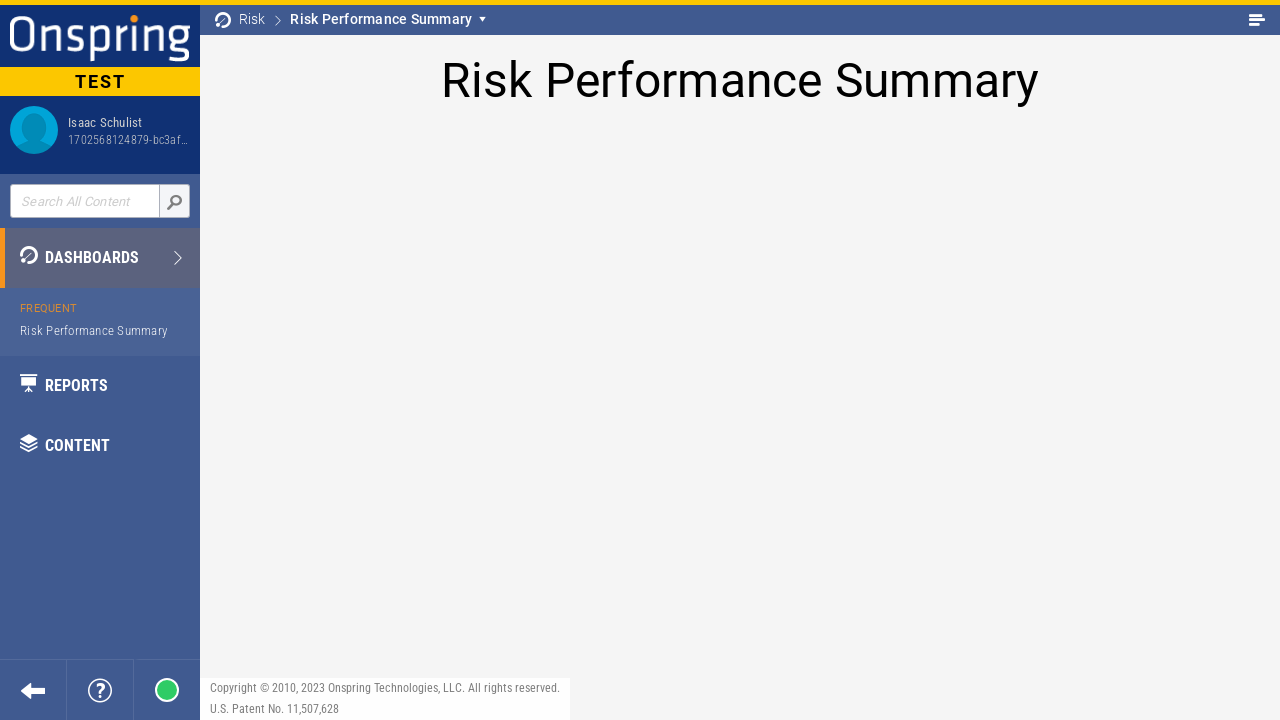 Onspring
TEST
Isaac Schulist
1702568124879-bc3af...
Search All Content
DASHBOARDS
FREQUENT
Risk Performance Summary
REPORTS
CONTENT
Risk
Risk Performance Summary
Risk Performance Summary
Copyright © 2010, 2023 Onspring Technologies, LLC. All rights reserved.
U.S. Patent No. 11,507,628